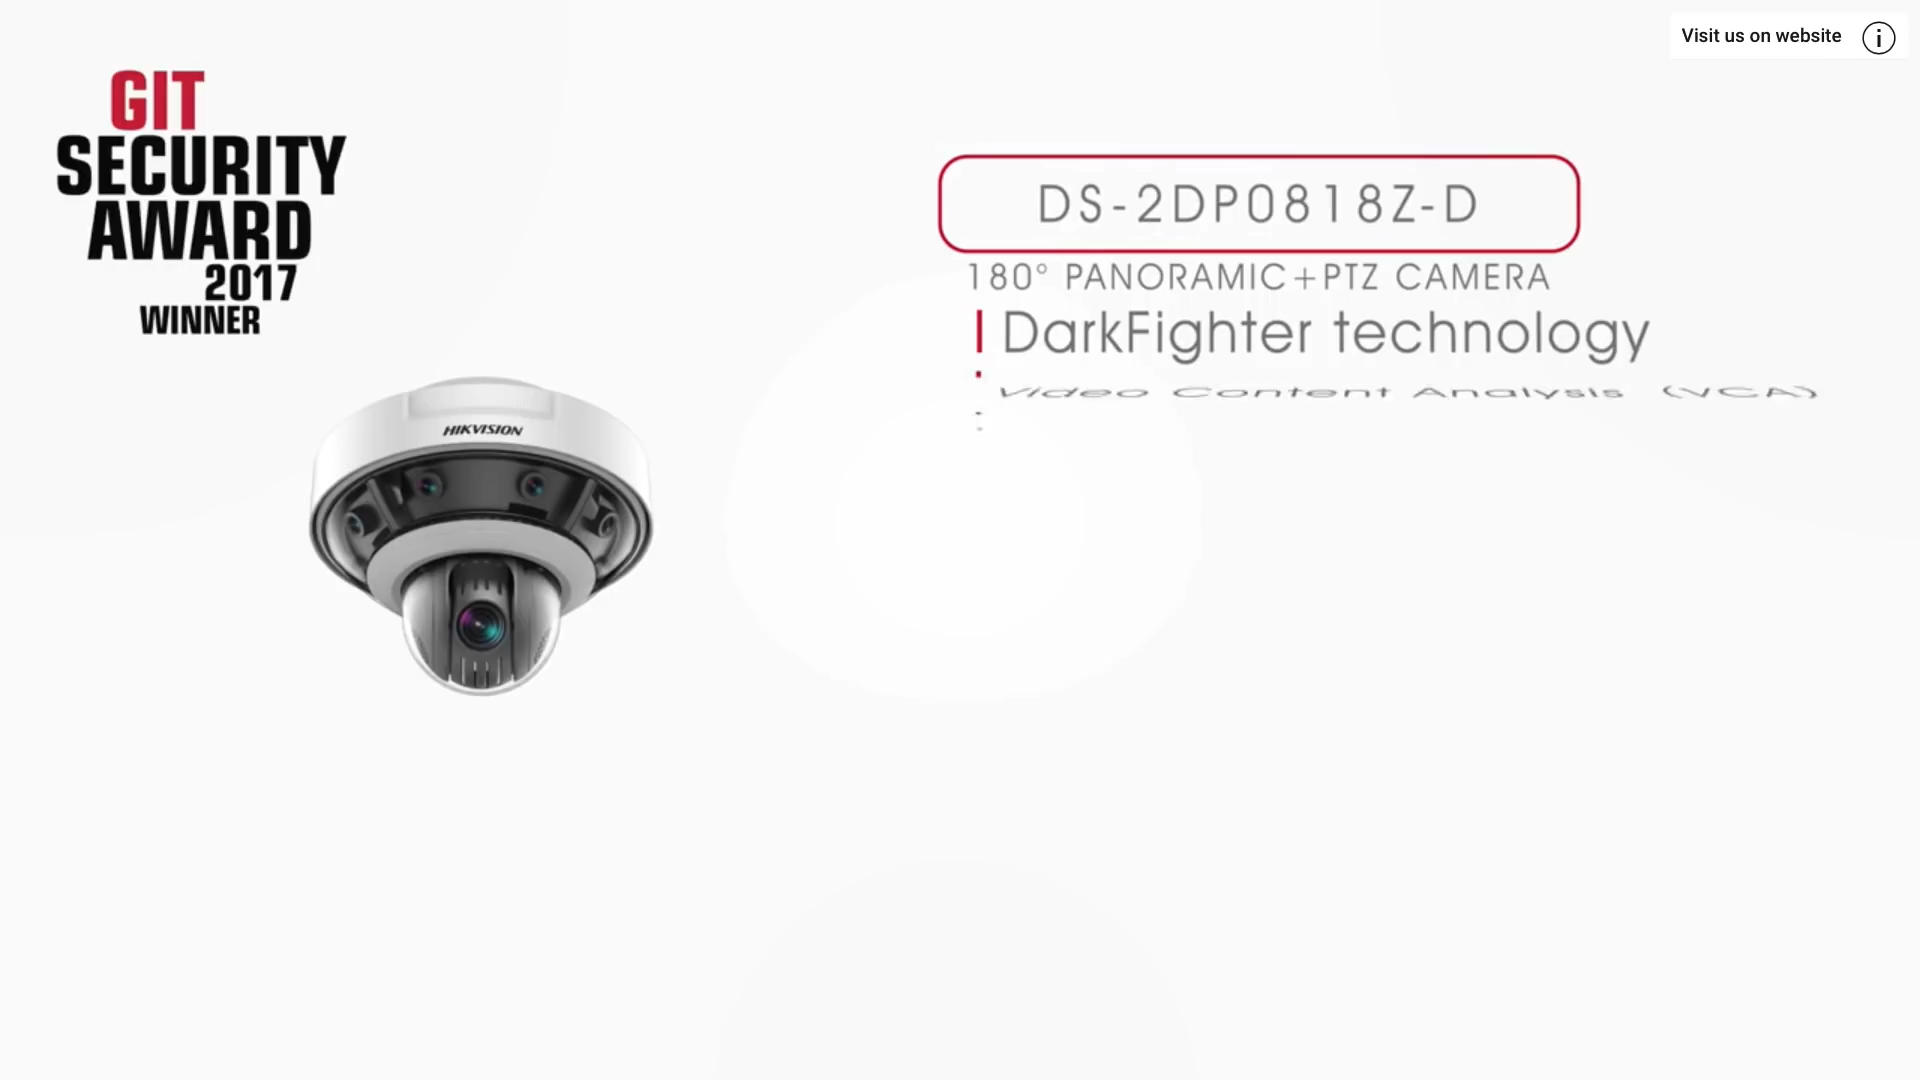 Visit us on website
GIT
SECURITY
AWARD
2017
WINNER
DS-2DP0818Z-D
180° PANORAMIC+PTZ CAMERA
DarkFighter technology
Video Content Analysis (VCA)
HIKVISION